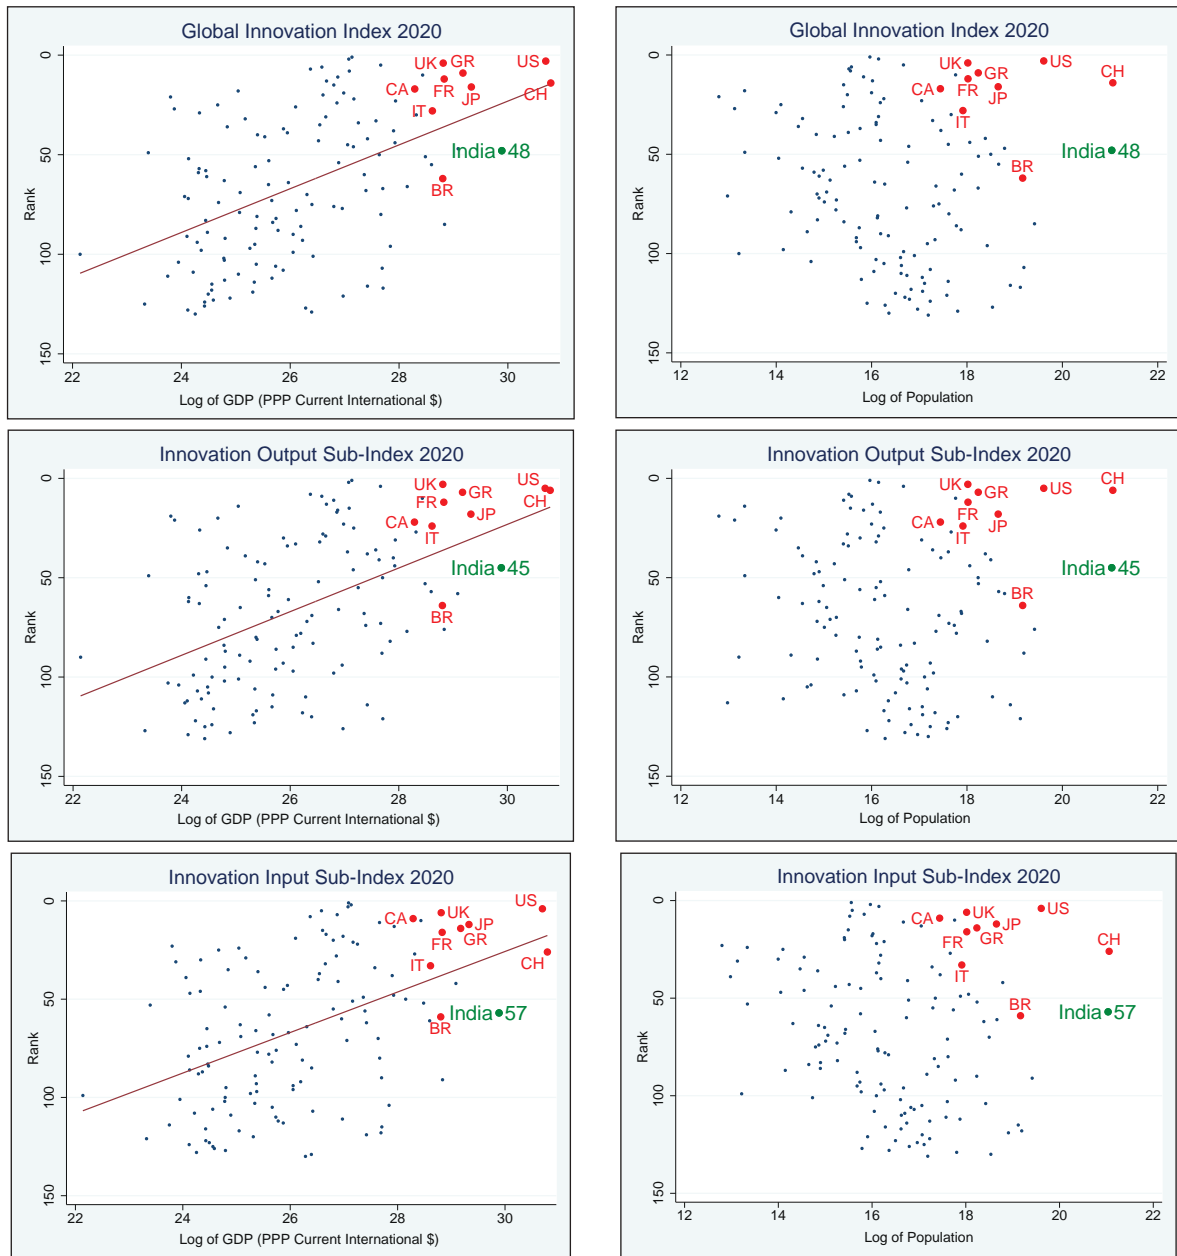 Global Innovation Index 2020
0
50
100
150
Rank
UK
GR
US
CA
FR
JP
CH
IT
India 48
BR
22 24 26 28 30
Log of GDP (PPP Current International $)
Global Innovation Index 2020
0
50
100
150
Rank
UK
GR
US
CH
CA
FR
JP
IT
India 48
BR
12 14 16 18 20 22
Log of Population
Innovation Output Sub-Index 2020
0
50
100
150
Rank
UK
GR
US
FR
CH
CA
JP
IT
India 45
BR
22 24 26 28 30
Log of GDP (PPP Current International $)
Innovation Output Sub-Index 2020
0
50
100
150
Rank
UK
GR
US
CH
FR
CA
JP
IT
India 45
BR
12 14 16 18 20 22
Log of Population
Innovation Input Sub-Index 2020
0
50
100
150
Rank
US
CA
UK
JP
FR
GR
IT
CH
India 57
BR
22 24 26 28 30
Log of GDP (PPP Current International $)
Innovation Input Sub-Index 2020
0
50
100
150
Rank
US
CA
UK
JP
FR
GR
CH
IT
BR
India 57
12 14 16 18 20 22
Log of Population